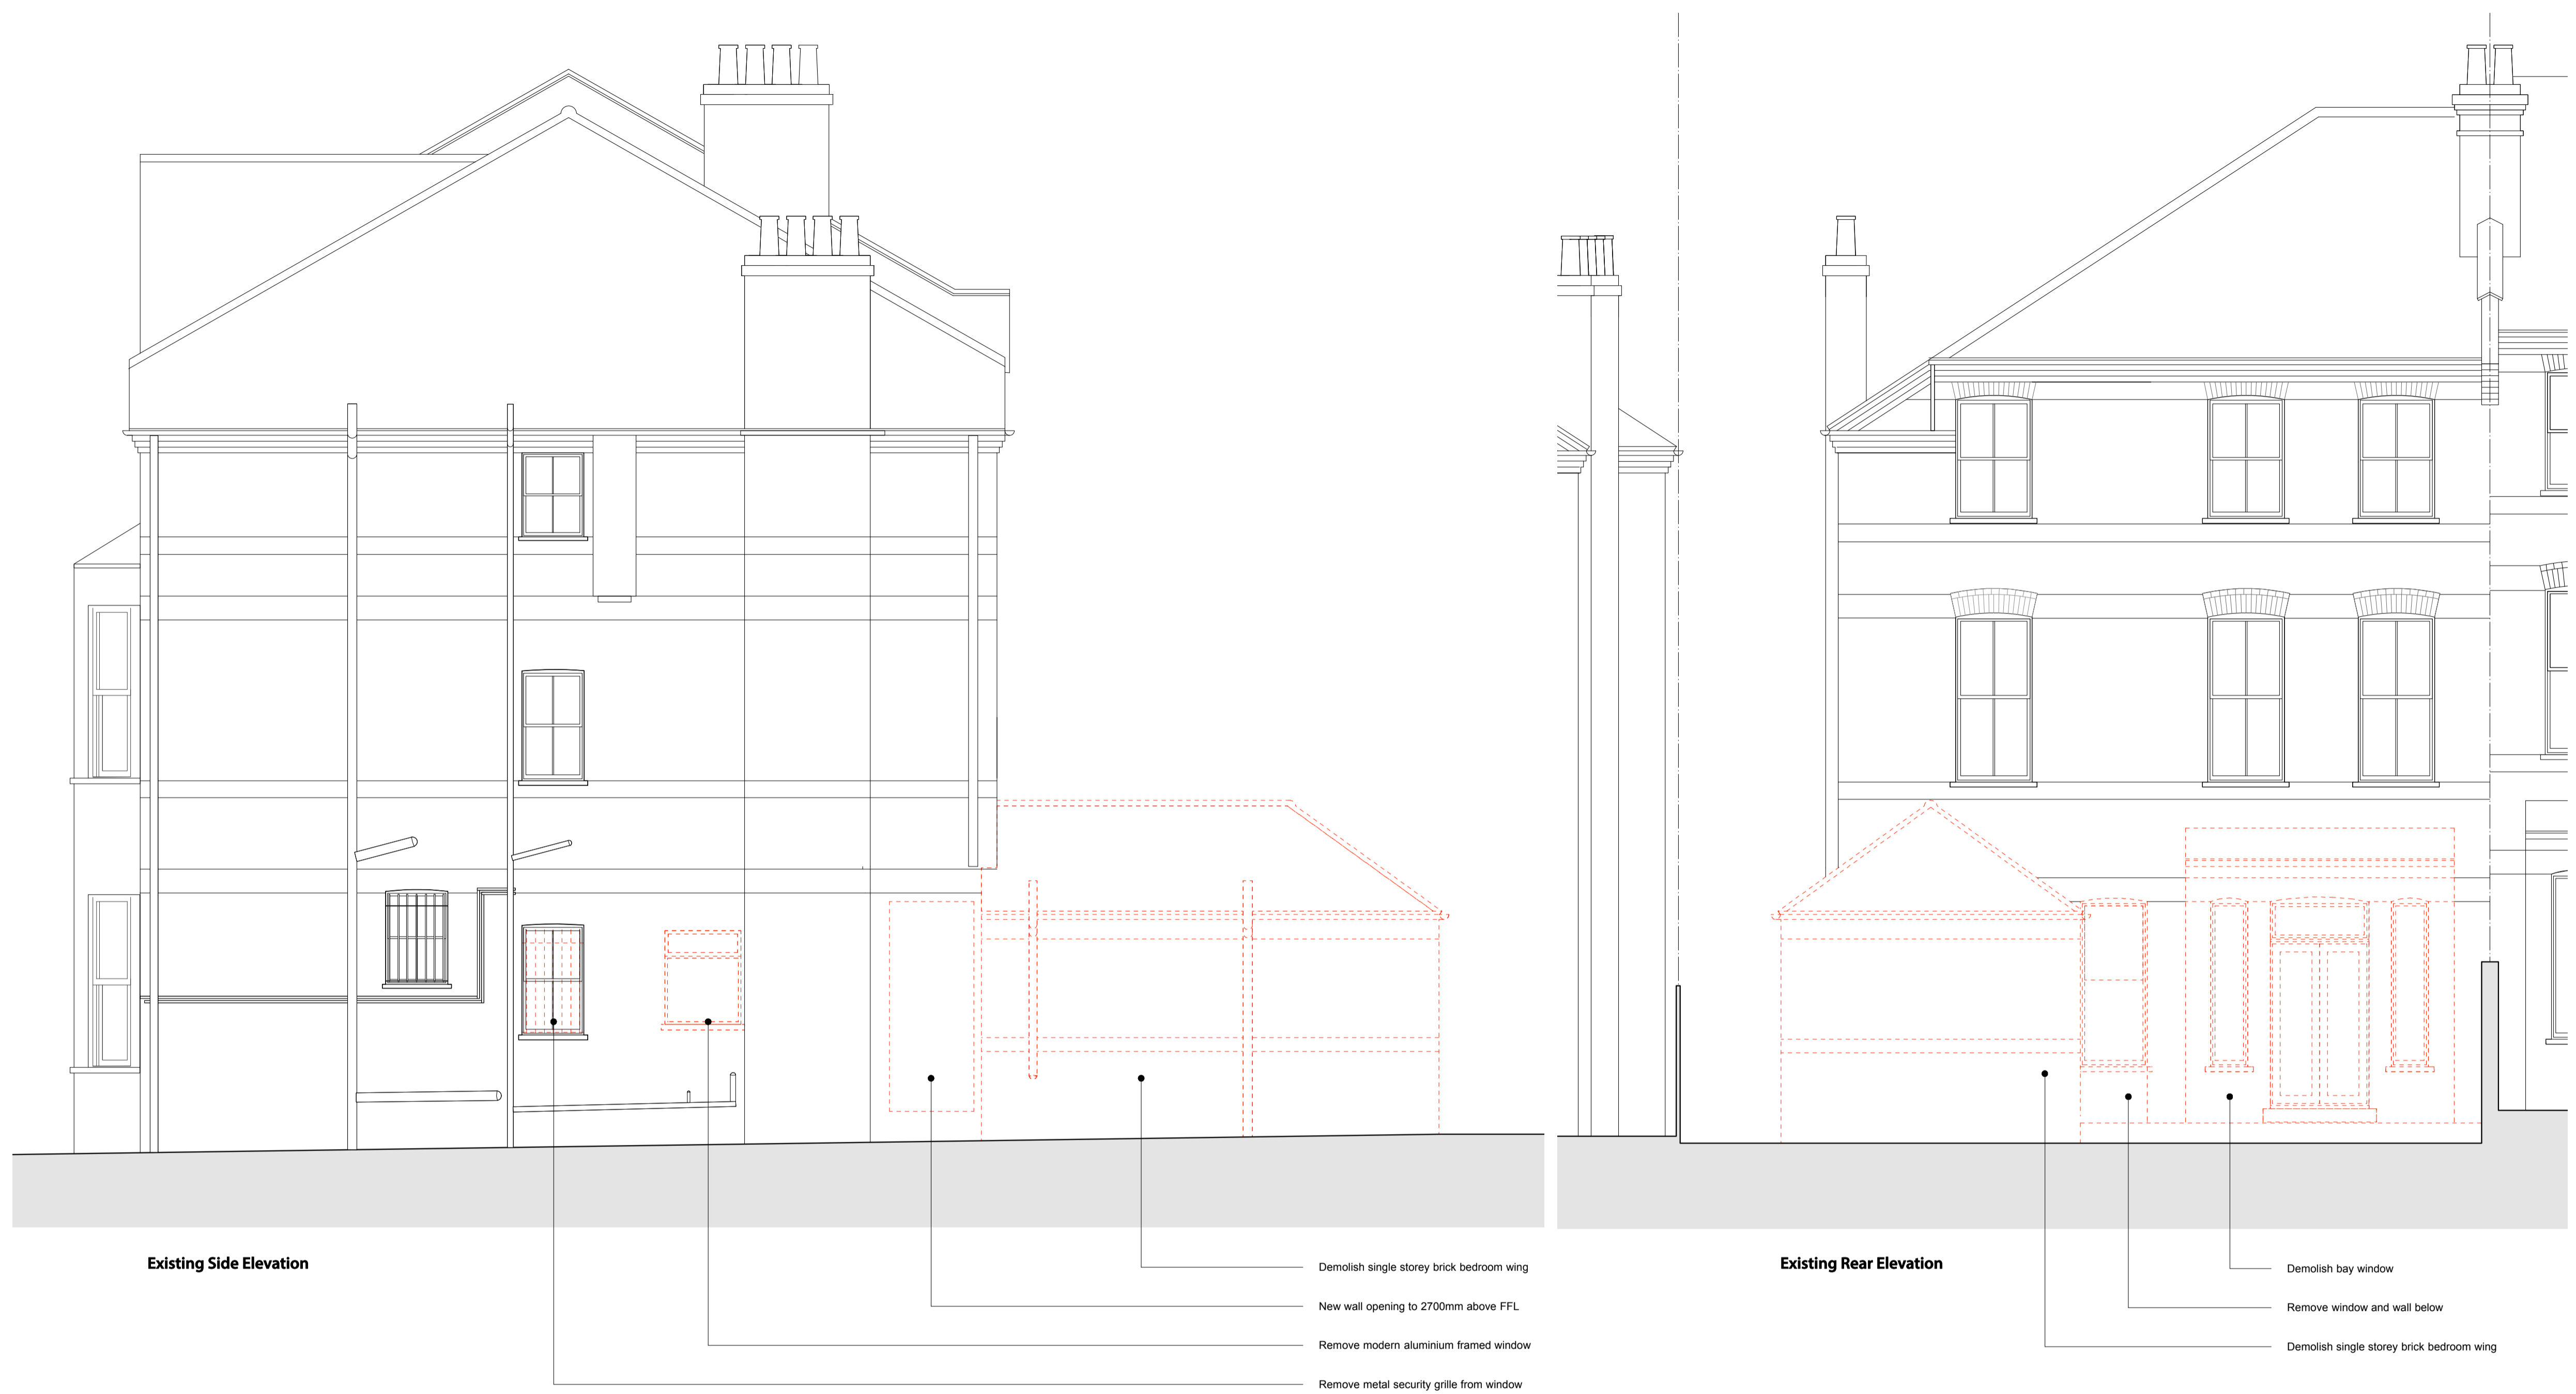 Existing Side Elevation
Demolish single storey brick bedroom wing
New wall opening to 2700mm above FFL
Remove modern aluminium framed window
Remove metal security grille from window
Existing Rear Elevation
Demolish bay window
Remove window and wall below
Demolish single storey brick bedroom wing